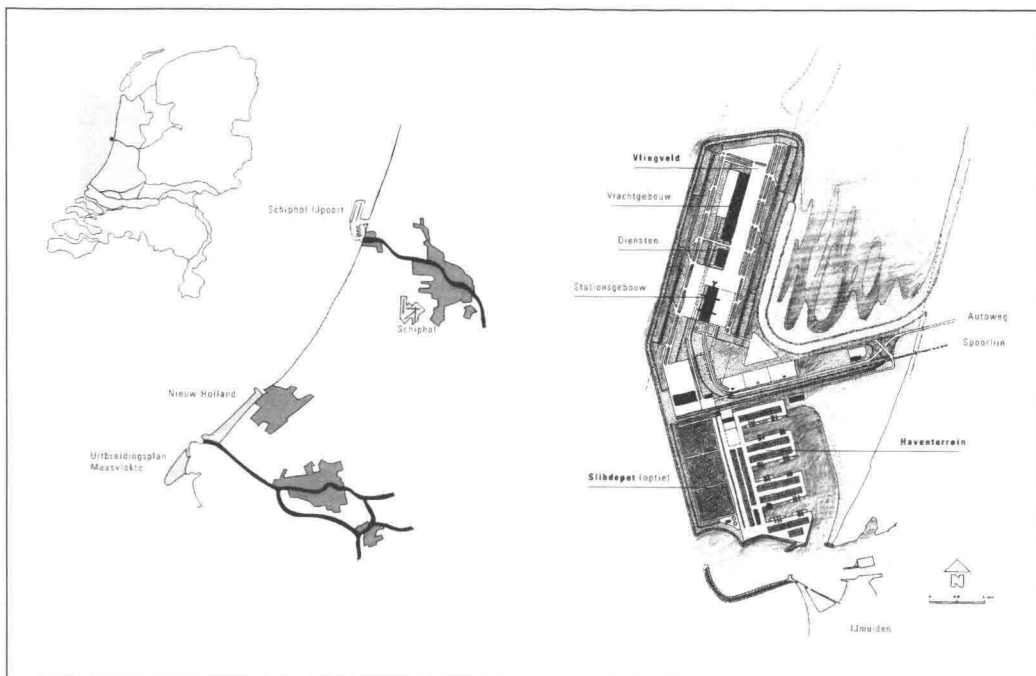 Schiphol IJpoort
Schiphol
Nieuw Holland
Uitbreidingsplan
Maasvlakte
Vliegveld
Vrachtgebouw
Diensten
Stationsgebouw
Autoweg
Spoorlijn
Haventerrein
Slibdepot (optie)
N
IJmuiden